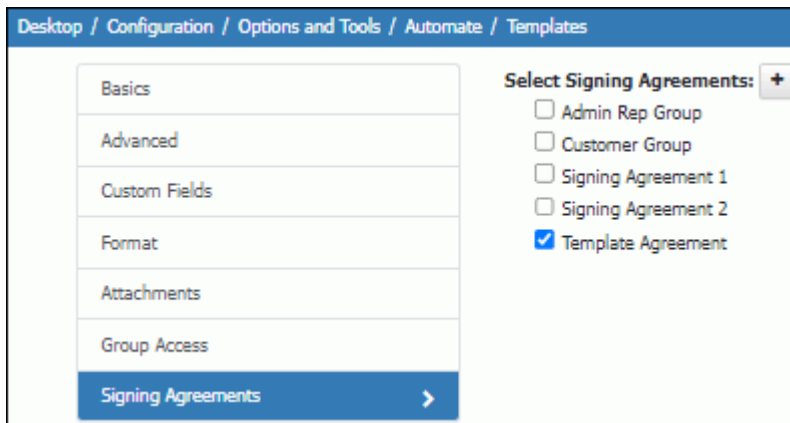 Desktop / Configuration / Options and Tools / Automate / Templates
Basics
Advanced
Custom Fields
Format
Attachments
Group Access
Signing Agreements
Select Signing Agreements: +
Admin Rep Group
Customer Group
Signing Agreement 1
Signing Agreement 2
Template Agreement